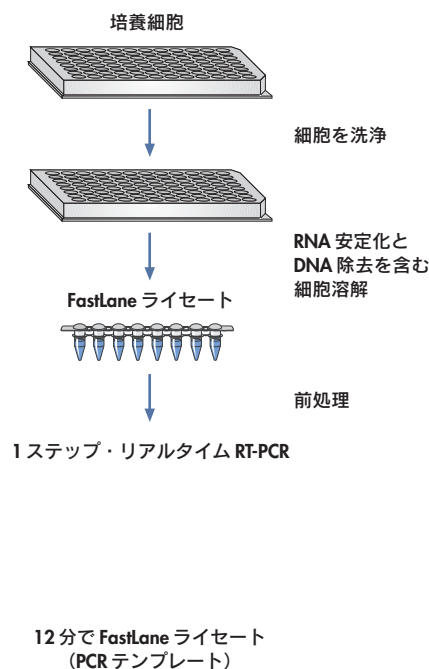 培養細胞
細胞を洗浄
RNA 安定化と
DNA 除去を含む
細胞溶解
FastLane ライセート
前処理
1 ステップ・リアルタイム RT-PCR
12 分で FastLane ライセート
（PCR テンプレート）